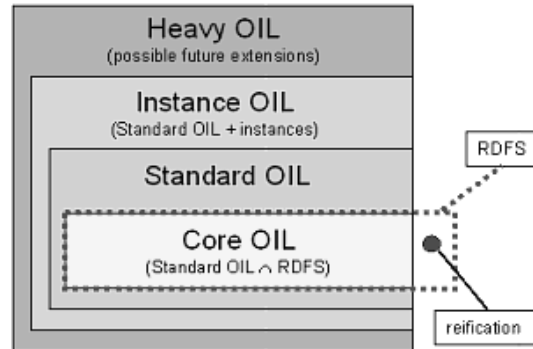 Heavy OIL
(possible future extensions)
Instance OIL
(Standard OIL + instances)
RDFS
Standard OIL
Core OIL
(Standard OIL ∩ RDFS)
reification